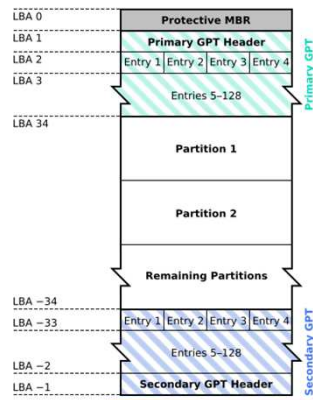 LBA 0
Protective MBR
LBA 1
Primary GPT Header
LBA 2
Entry 1 Entry 2 Entry 3 Entry 4
LBA 3
Entries 5–128
Primary GPT
LBA 34
Partition 1
Partition 2
Remaining Partitions
LBA −34
LBA −33
Entry 1 Entry 2 Entry 3 Entry 4
Entries 5–128
LBA −2
Secondary GPT Header
LBA −1
Secondary GPT